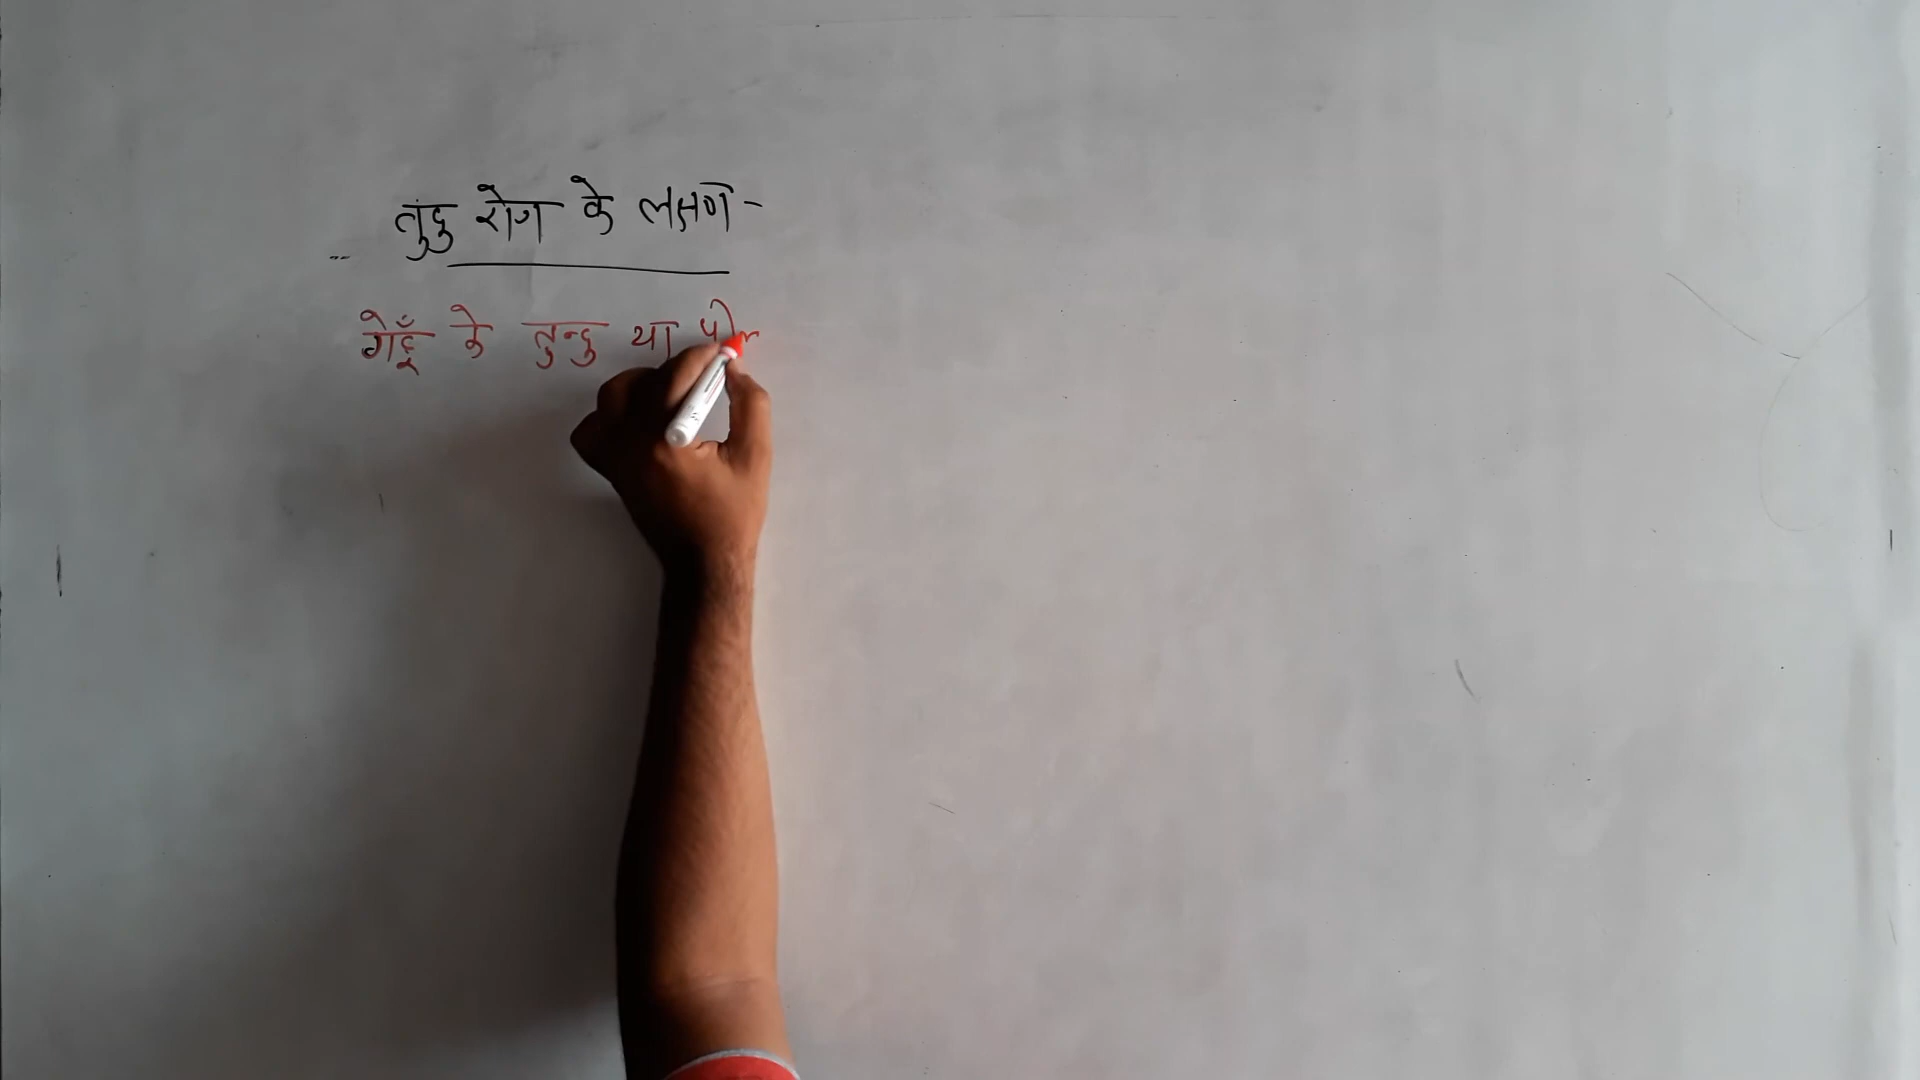 तुंदु रोग के लक्षण-
गेहूँ के तुन्दु या